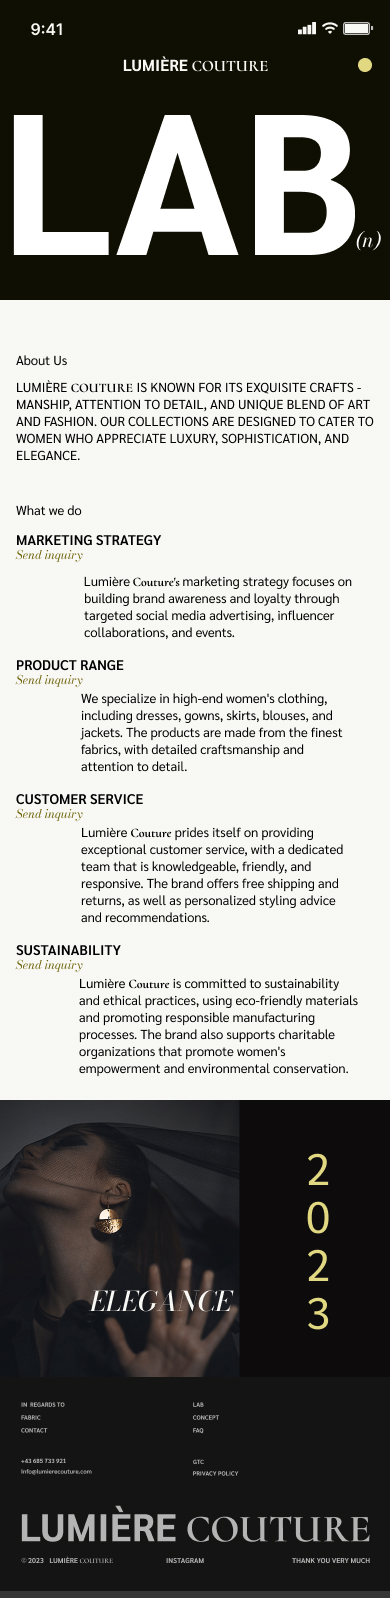 9:41
LUMIÈRE COUTURE
LAB
(n)
About Us
LUMIÈRE COUTURE IS KNOWN FOR ITS EXQUISITE CRAFTS -
MANSHIP, ATTENTION TO DETAIL, AND UNIQUE BLEND OF ART
AND FASHION. OUR COLLECTIONS ARE DESIGNED TO CATER TO
WOMEN WHO APPRECIATE LUXURY, SOPHISTICATION, AND
ELEGANCE.
What we do
MARKETING STRATEGY
Send inquiry
Lumière Couture's marketing strategy focuses on
building brand awareness and loyalty through
targeted social media advertising, influencer
collaborations, and events.
PRODUCT RANGE
Send inquiry
We specialize in high-end women's clothing,
including dresses, gowns, skirts, blouses, and
jackets. The products are made from the finest
fabrics, with detailed craftsmanship and
attention to detail.
CUSTOMER SERVICE
Send inquiry
Lumière Couture prides itself on providing
exceptional customer service, with a dedicated
team that is knowledgeable, friendly, and
responsive. The brand offers free shipping and
returns, as well as personalized styling advice
and recommendations.
SUSTAINABILITY
Send inquiry
Lumière Couture is committed to sustainability
and ethical practices, using eco-friendly materials
and promoting responsible manufacturing
processes. The brand also supports charitable
organizations that promote women's
empowerment and environmental conservation.
ELEGANCE
2
0
2
3
IN REGARDS TO
FABRIC
CONTACT
LAB
CONCEPT
FAQ
+43 685 733 921
Info@lumierecouture.com
GTC
PRIVACY POLICY
LUMIÈRE COUTURE
© 2023 LUMIÈRE COUTURE INSTAGRAM THANK YOU VERY MUCH